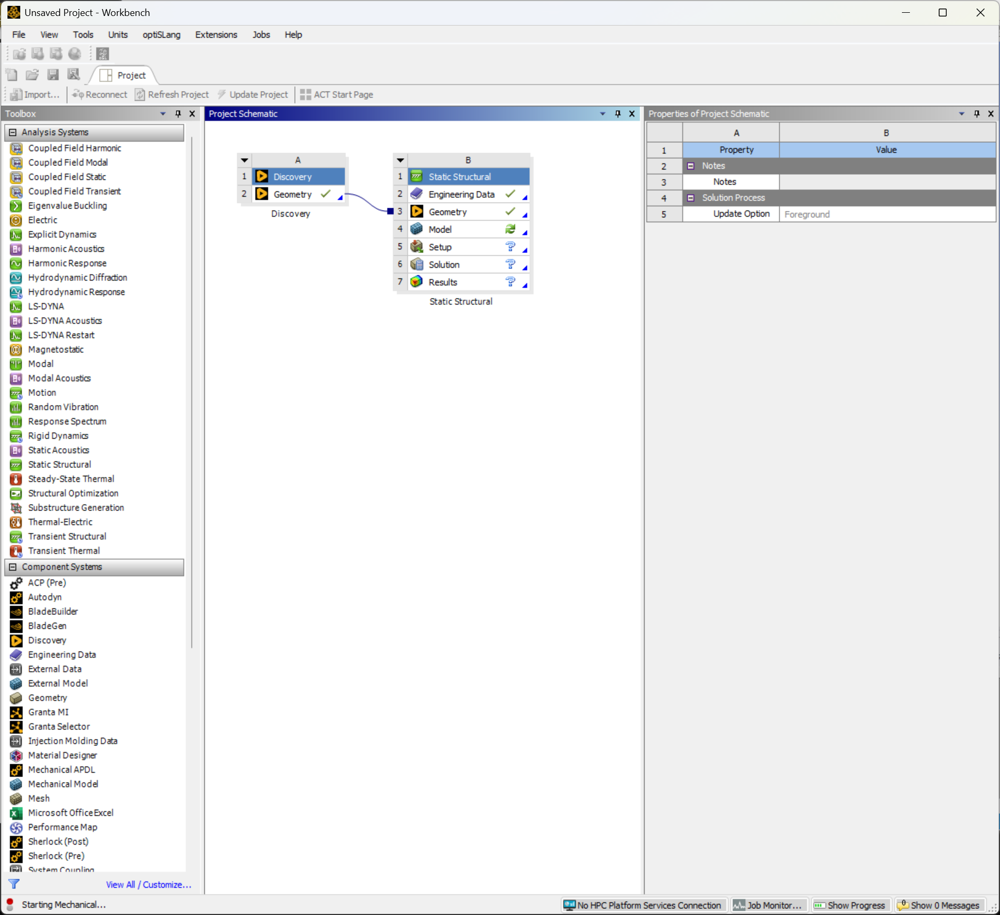 Unsaved Project - Workbench
File View Tools Units optiSLang Extensions Jobs Help
Project
Import... Reconnect Refresh Project Update Project ACT Start Page
Toolbox
Analysis Systems
Coupled Field Harmonic
Coupled Field Modal
Coupled Field Static
Coupled Field Transient
Eigenvalue Buckling
Electric
Explicit Dynamics
Harmonic Acoustics
Harmonic Response
Hydrodynamic Diffraction
Hydrodynamic Response
LS-DYNA
LS-DYNA Acoustics
LS-DYNA Restart
Magnetostatic
Modal
Modal Acoustics
Motion
Random Vibration
Response Spectrum
Rigid Dynamics
Static Acoustics
Static Structural
Steady-State Thermal
Structural Optimization
Substructure Generation
Thermal-Electric
Transient Structural
Transient Thermal
Component Systems
ACP (Pre)
Autodyn
BladeBuilder
BladeGen
Discovery
Engineering Data
External Data
External Model
Geometry
Granta MI
Granta Selector
Injection Molding Data
Material Designer
Mechanical APDL
Mechanical Model
Mesh
Microsoft Office Excel
Performance Map
Sherlock (Post)
Sherlock (Pre)
System Coupling
View All / Customize...
Project Schematic
A
1 Discovery
2 Geometry
Discovery
B
1 Static Structural
2 Engineering Data
3 Geometry
4 Model
5 Setup
6 Solution
7 Results
Static Structural
Properties of Project Schematic
A B
1 Property Value
2 Notes
3 Notes
4 Solution Process
5 Update Option Foreground
Starting Mechanical... No HPC Platform Services Connection Job Monitor... Show Progress Show 0 Messages